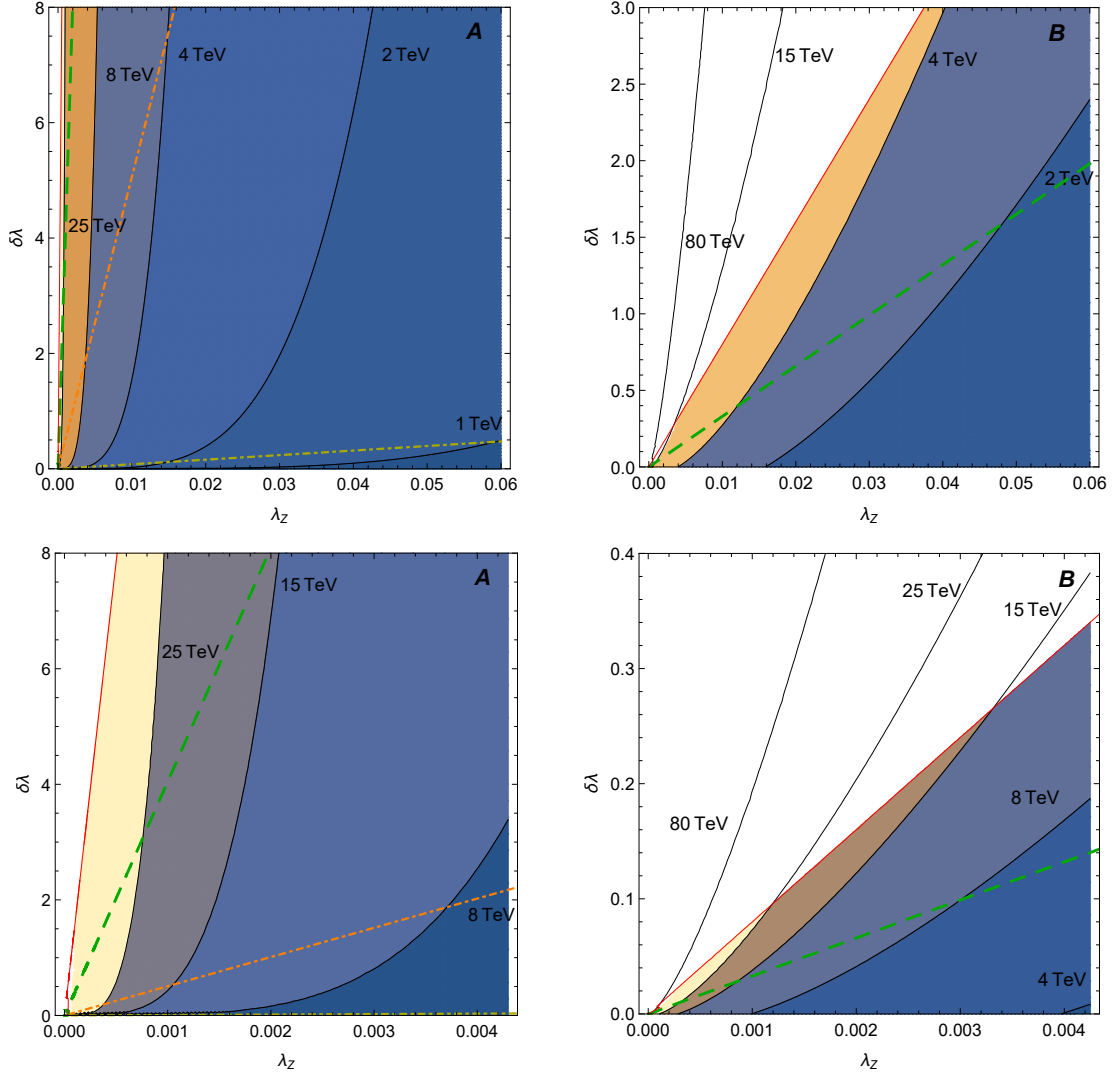 A
8 TeV
4 TeV
2 TeV
25 TeV
1 TeV
8
6
4
2
0
δλ
0.00
0.01
0.02
0.03
0.04
0.05
0.06
λZ
B
15 TeV
4 TeV
80 TeV
2 TeV
3.0
2.5
2.0
1.5
1.0
0.5
0.0
δλ
0.00
0.01
0.02
0.03
0.04
0.05
0.06
λZ
A
15 TeV
25 TeV
8 TeV
8
6
4
2
0
δλ
0.000
0.001
0.002
0.003
0.004
λZ
B
25 TeV
15 TeV
80 TeV
8 TeV
4 TeV
0.4
0.3
0.2
0.1
0.0
δλ
0.000
0.001
0.002
0.003
0.004
λZ